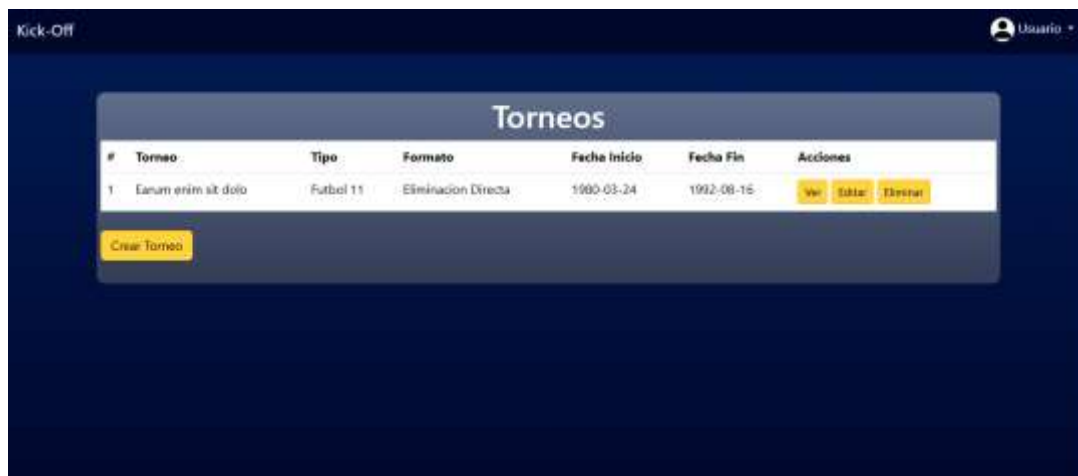 Kick-Off Usuario
Torneos
# Torneo Tipo Formato Fecha Inicio Fecha Fin Acciones
1 Earum enim sit dolo Futbol 11 Eliminacion Directa 1980-03-24 1992-08-16 Ver Editar Eliminar
Crear Torneo